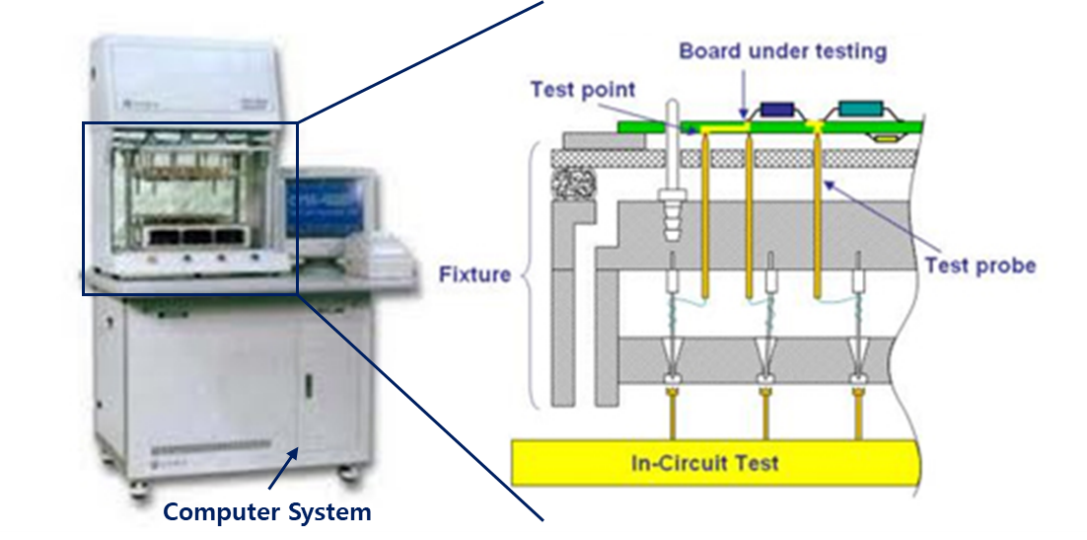 Board under testing
Test point
Fixture
Test probe
In-Circuit Test
Computer System